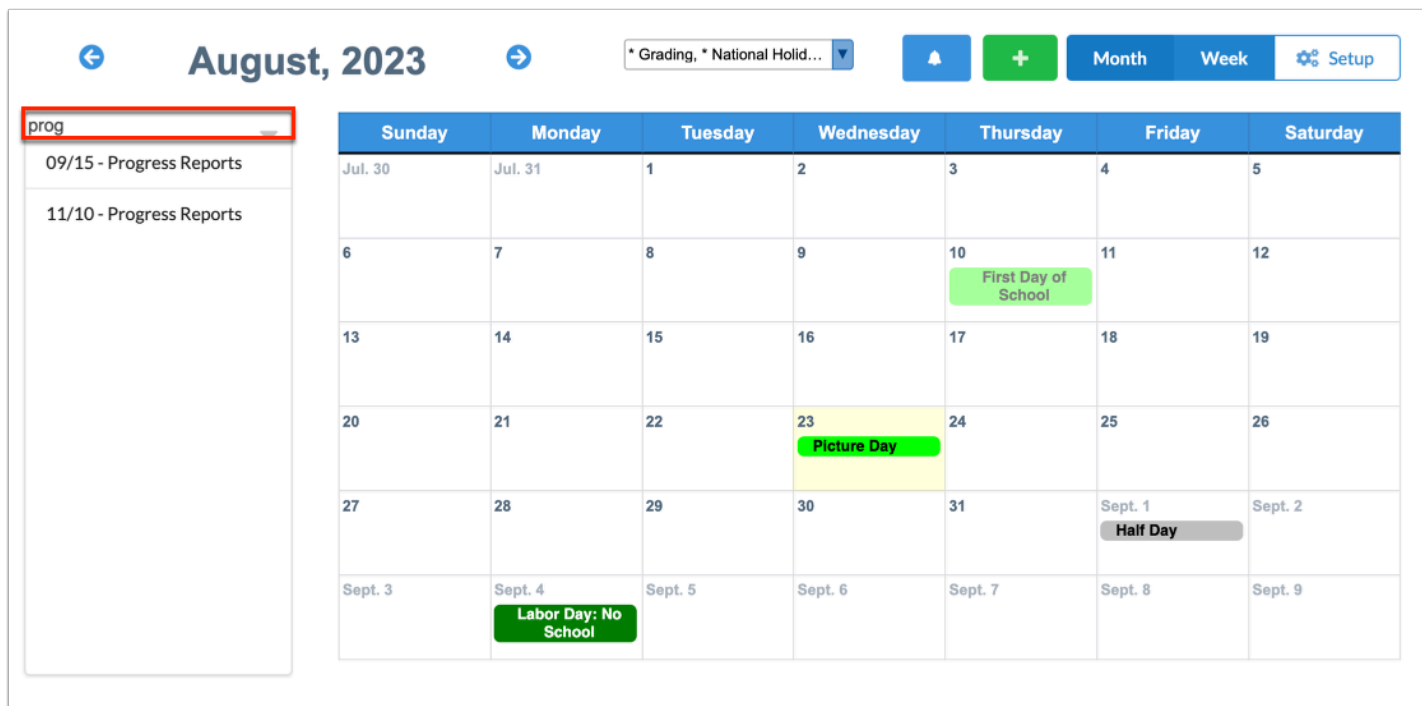 August, 2023
* Grading, * National Holid...
Month
Week
Setup
prog
09/15 - Progress Reports
11/10 - Progress Reports
Sunday Monday Tuesday Wednesday Thursday Friday Saturday
Jul. 30 Jul. 31 1 2 3 4 5
6 7 8 9 10 11 12
First Day of
School
13 14 15 16 17 18 19
20 21 22 23 24 25 26
Picture Day
27 28 29 30 31 Sept. 1 Sept. 2
Half Day
Sept. 3 Sept. 4 Sept. 5 Sept. 6 Sept. 7 Sept. 8 Sept. 9
Labor Day: No
School